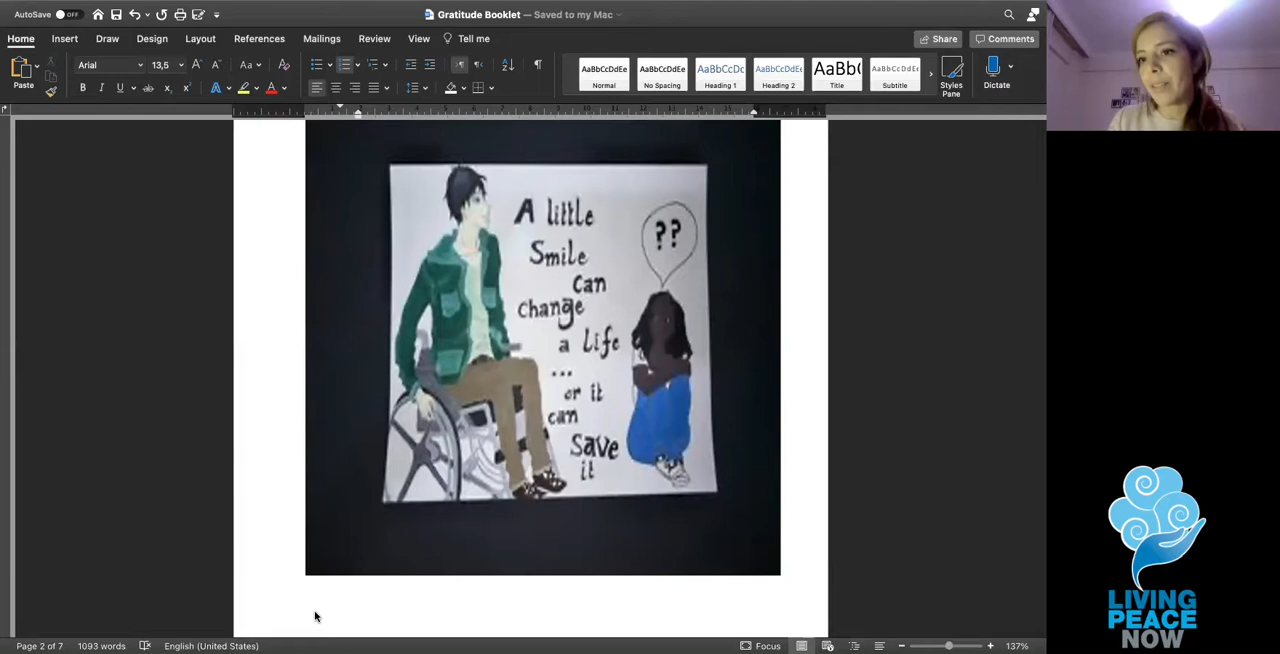 AutoSave OFF
Gratitude Booklet — Saved to my Mac
Home Insert Draw Design Layout References Mailings Review View Tell me
Share Comments
Paste
Arial 13,5
AaBbCcDdEe Normal
AaBbCcDdEe No Spacing
AaBbCcDc Heading 1
AaBbCcDdEe Heading 2
AaBb( Title
AaBbCcDdEe Subtitle
Styles Pane
Dictate
A little
Smile
Can
change
a Life
...
or it
can
Save
it
??
LIVING
PEACE
NOW
Page 2 of 7 1093 words English (United States) Focus 137%